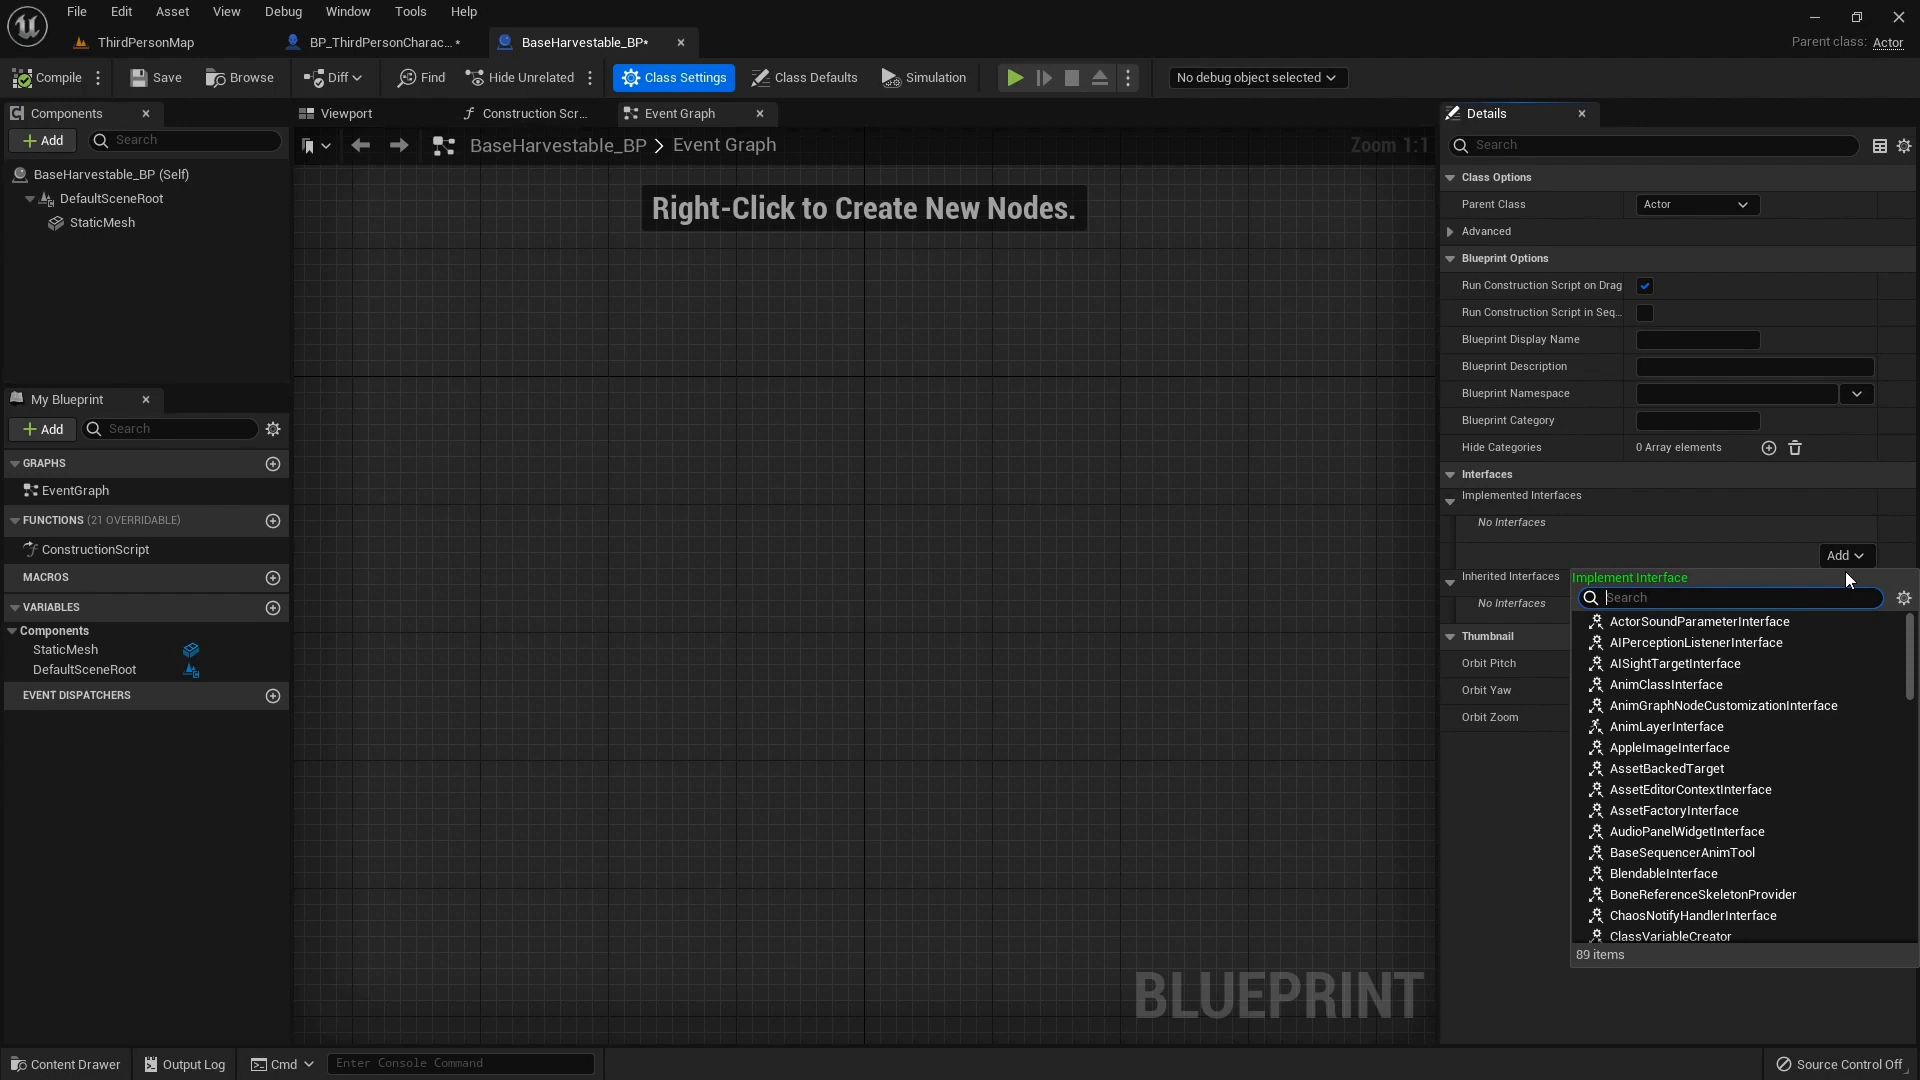 File Edit Asset View Debug Window Tools Help
ThirdPersonMap BP_ThirdPersonCharac...* BaseHarvestable_BP*
Parent class: Actor
Compile Save Browse Diff Find Hide Unrelated Class Settings Class Defaults Simulation No debug object selected
Components
Add Search
BaseHarvestable_BP (Self)
DefaultSceneRoot
StaticMesh
My Blueprint
Add Search
GRAPHS
EventGraph
FUNCTIONS (21 OVERRIDABLE)
ConstructionScript
MACROS
VARIABLES
Components
StaticMesh
DefaultSceneRoot
EVENT DISPATCHERS
Viewport Construction Scr... Event Graph
BaseHarvestable_BP > Event Graph
Zoom 1:1
Right-Click to Create New Nodes.
BLUEPRINT
Details
Search
Class Options
Parent Class Actor
Advanced
Blueprint Options
Run Construction Script on Drag
Run Construction Script in Seq...
Blueprint Display Name
Blueprint Description
Blueprint Namespace
Blueprint Category
Hide Categories 0 Array elements
Interfaces
Implemented Interfaces
No Interfaces
Add
Inherited Interfaces
No Interfaces
Thumbnail
Orbit Pitch
Orbit Yaw
Orbit Zoom
Implement Interface
Search
ActorSoundParameterInterface
AIPerceptionListenerInterface
AISightTargetInterface
AnimClassInterface
AnimGraphNodeCustomizationInterface
AnimLayerInterface
AppleImageInterface
AssetBackedTarget
AssetEditorContextInterface
AssetFactoryInterface
AudioPanelWidgetInterface
BaseSequencerAnimTool
BlendableInterface
BoneReferenceSkeletonProvider
ChaosNotifyHandlerInterface
ClassVariableCreator
89 items
Content Drawer Output Log Cmd Enter Console Command Source Control Off